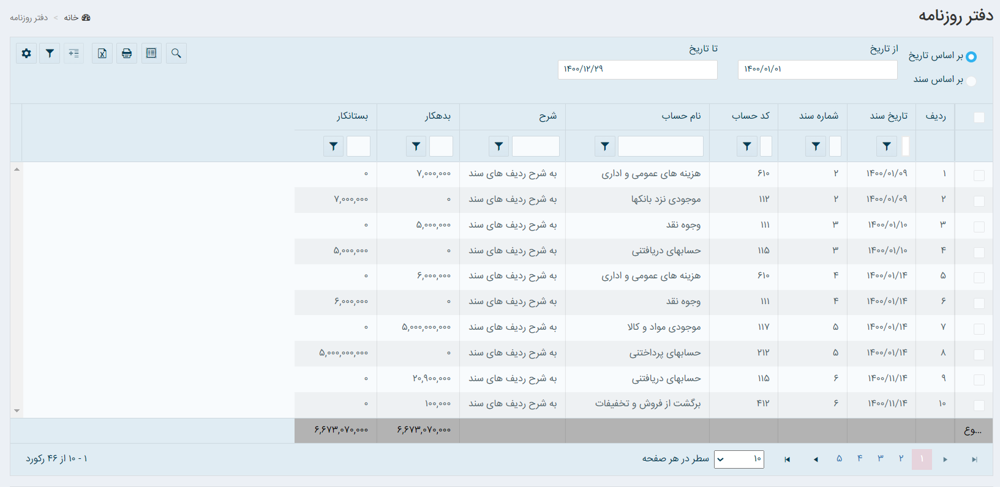 دفتر روزنامه
خانه > دفتر روزنامه
بر اساس تاریخ
بر اساس سند
از تاریخ
۱۴۰۰/۰۱/۰۱
تا تاریخ
۱۴۰۰/۱۲/۲۹
ردیف تاریخ سند شماره سند کد حساب نام حساب شرح بدهکار بستانکار
۱ ۱۴۰۰/۰۱/۰۹ ۲ ۶۱۰ هزینه های عمومی و اداری به شرح ردیف های سند ۷,۰۰۰,۰۰۰ ۰
۲ ۱۴۰۰/۰۱/۰۹ ۲ ۱۱۲ موجودی نزد بانکها به شرح ردیف های سند ۰ ۷,۰۰۰,۰۰۰
۳ ۱۴۰۰/۰۱/۱۰ ۳ ۱۱۱ وجوه نقد به شرح ردیف های سند ۵,۰۰۰,۰۰۰ ۰
۴ ۱۴۰۰/۰۱/۱۰ ۳ ۱۱۵ حسابهای دریافتنی به شرح ردیف های سند ۰ ۵,۰۰۰,۰۰۰
۵ ۱۴۰۰/۰۱/۱۴ ۴ ۶۱۰ هزینه های عمومی و اداری به شرح ردیف های سند ۶,۰۰۰,۰۰۰ ۰
۶ ۱۴۰۰/۰۱/۱۴ ۴ ۱۱۱ وجوه نقد به شرح ردیف های سند ۰ ۶,۰۰۰,۰۰۰
۷ ۱۴۰۰/۰۱/۱۴ ۵ ۱۱۷ موجودی مواد و کالا به شرح ردیف های سند ۵,۰۰۰,۰۰۰,۰۰۰ ۰
۸ ۱۴۰۰/۰۱/۱۴ ۵ ۲۱۲ حسابهای پرداختنی به شرح ردیف های سند ۰ ۵,۰۰۰,۰۰۰,۰۰۰
۹ ۱۴۰۰/۱۱/۱۴ ۶ ۱۱۵ حسابهای دریافتنی به شرح ردیف های سند ۲۰,۹۰۰,۰۰۰ ۰
۱۰ ۱۴۰۰/۱۱/۱۴ ۶ ۴۱۲ برگشت از فروش و تخفیفات به شرح ردیف های سند ۱۰۰,۰۰۰ ۰
...وع ۶,۶۷۳,۰۷۰,۰۰۰ ۶,۶۷۳,۰۷۰,۰۰۰
۱ ۲ ۳ ۴ ۵ ۱۰ سطر در هر صفحه ۱ - ۱۰ از ۴۶ رکورد